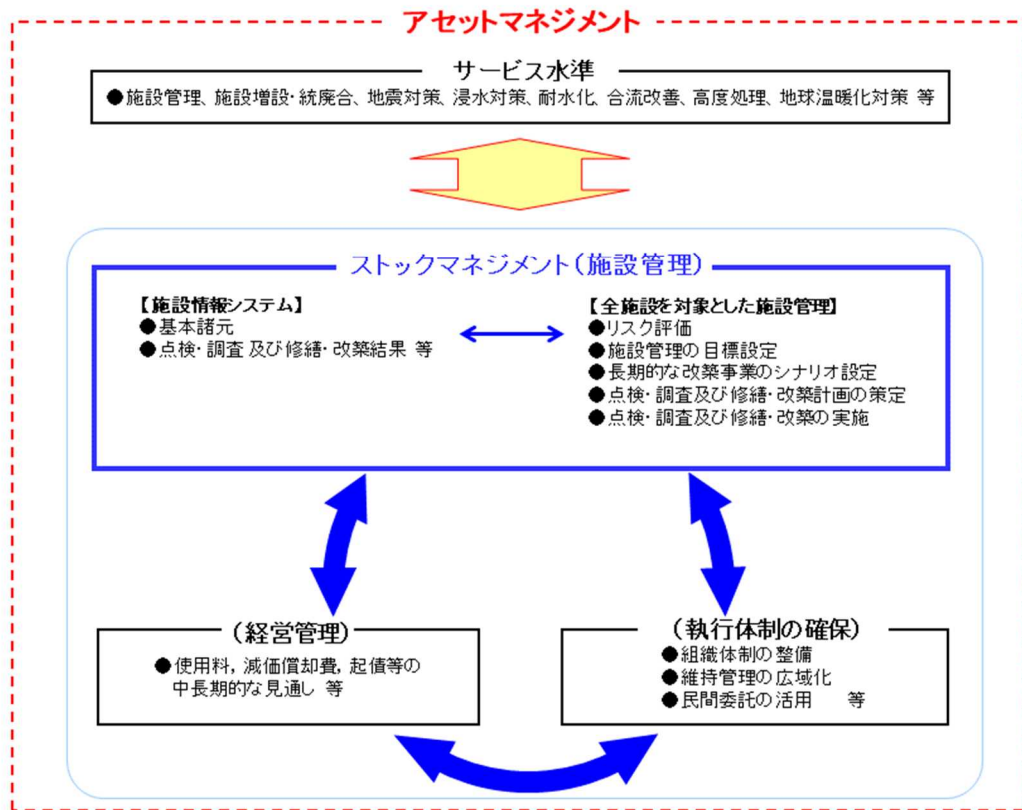 アセットマネジメント
サービス水準
●施設管理、施設増設・統廃合、地震対策、浸水対策、耐水化、合流改善、高度処理、地球温暖化対策 等
ストックマネジメント（施設管理）
【施設情報システム】
●基本諸元
●点検・調査及び修繕・改築結果 等
【全施設を対象とした施設管理】
●リスク評価
●施設管理の目標設定
●長期的な改築事業のシナリオ設定
●点検・調査及び修繕・改築計画の策定
●点検・調査及び修繕・改築の実施
（経営管理）
●使用料，減価償却費，起債等の
中長期的な見通し 等
（執行体制の確保）
●組織体制の整備
●維持管理の広域化
●民間委託の活用 等